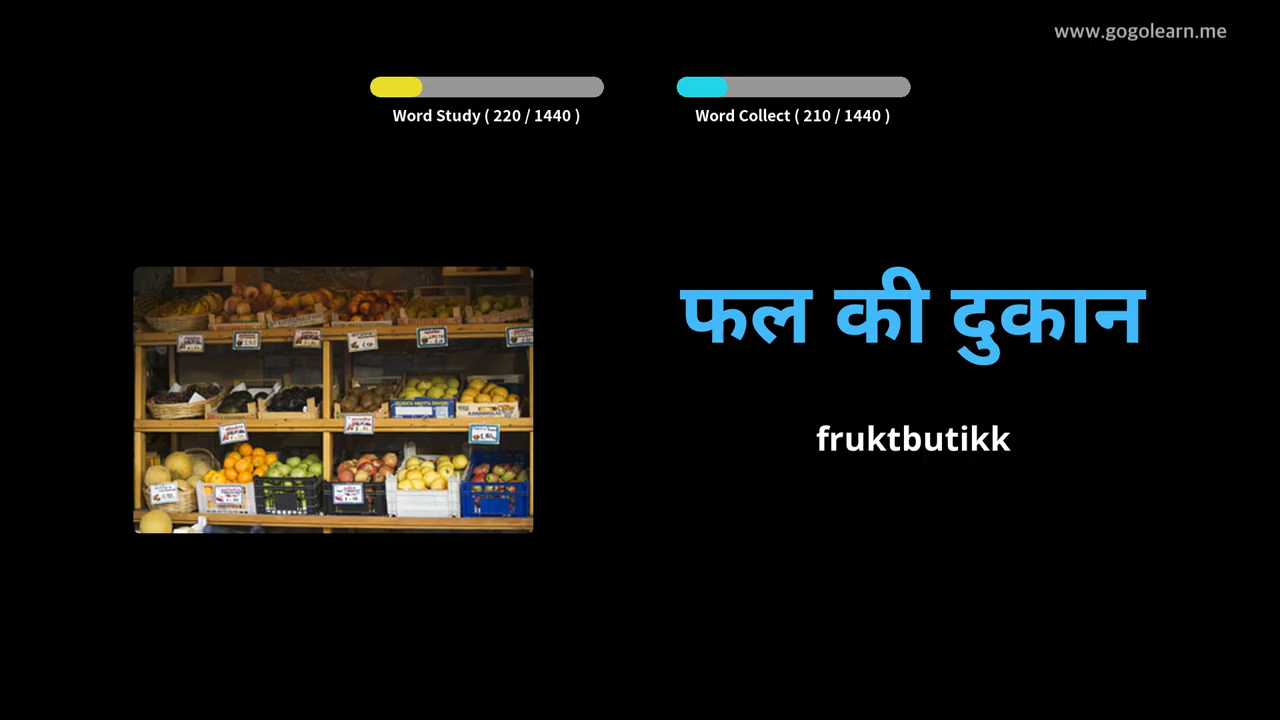 www.gogolearn.me
Word Study ( 220 / 1440 )
Word Collect ( 210 / 1440 )
फल की दुकान
fruktbutikk